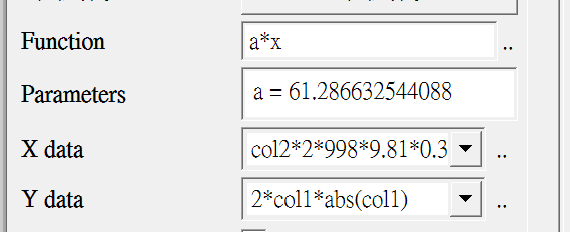 Function a*x ..
Parameters a = 61.286632544088
X data col2*2*998*9.81*0.3 ..
Y data 2*col1*abs(col1) ..